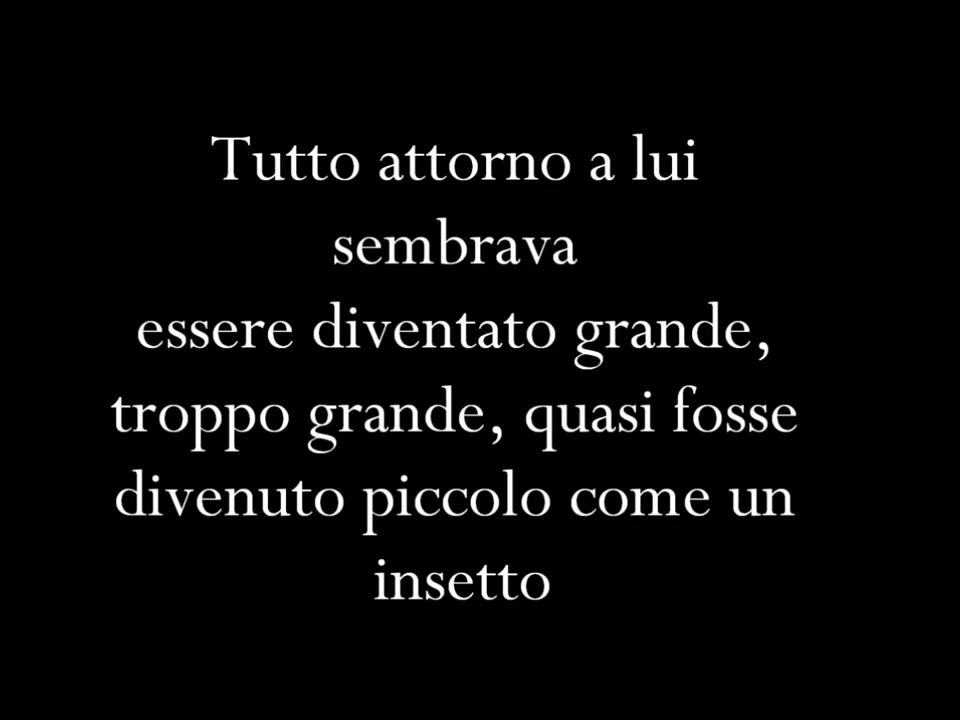 Tutto attorno a lui
sembrava
essere diventato grande,
troppo grande, quasi fosse
divenuto piccolo come un
insetto